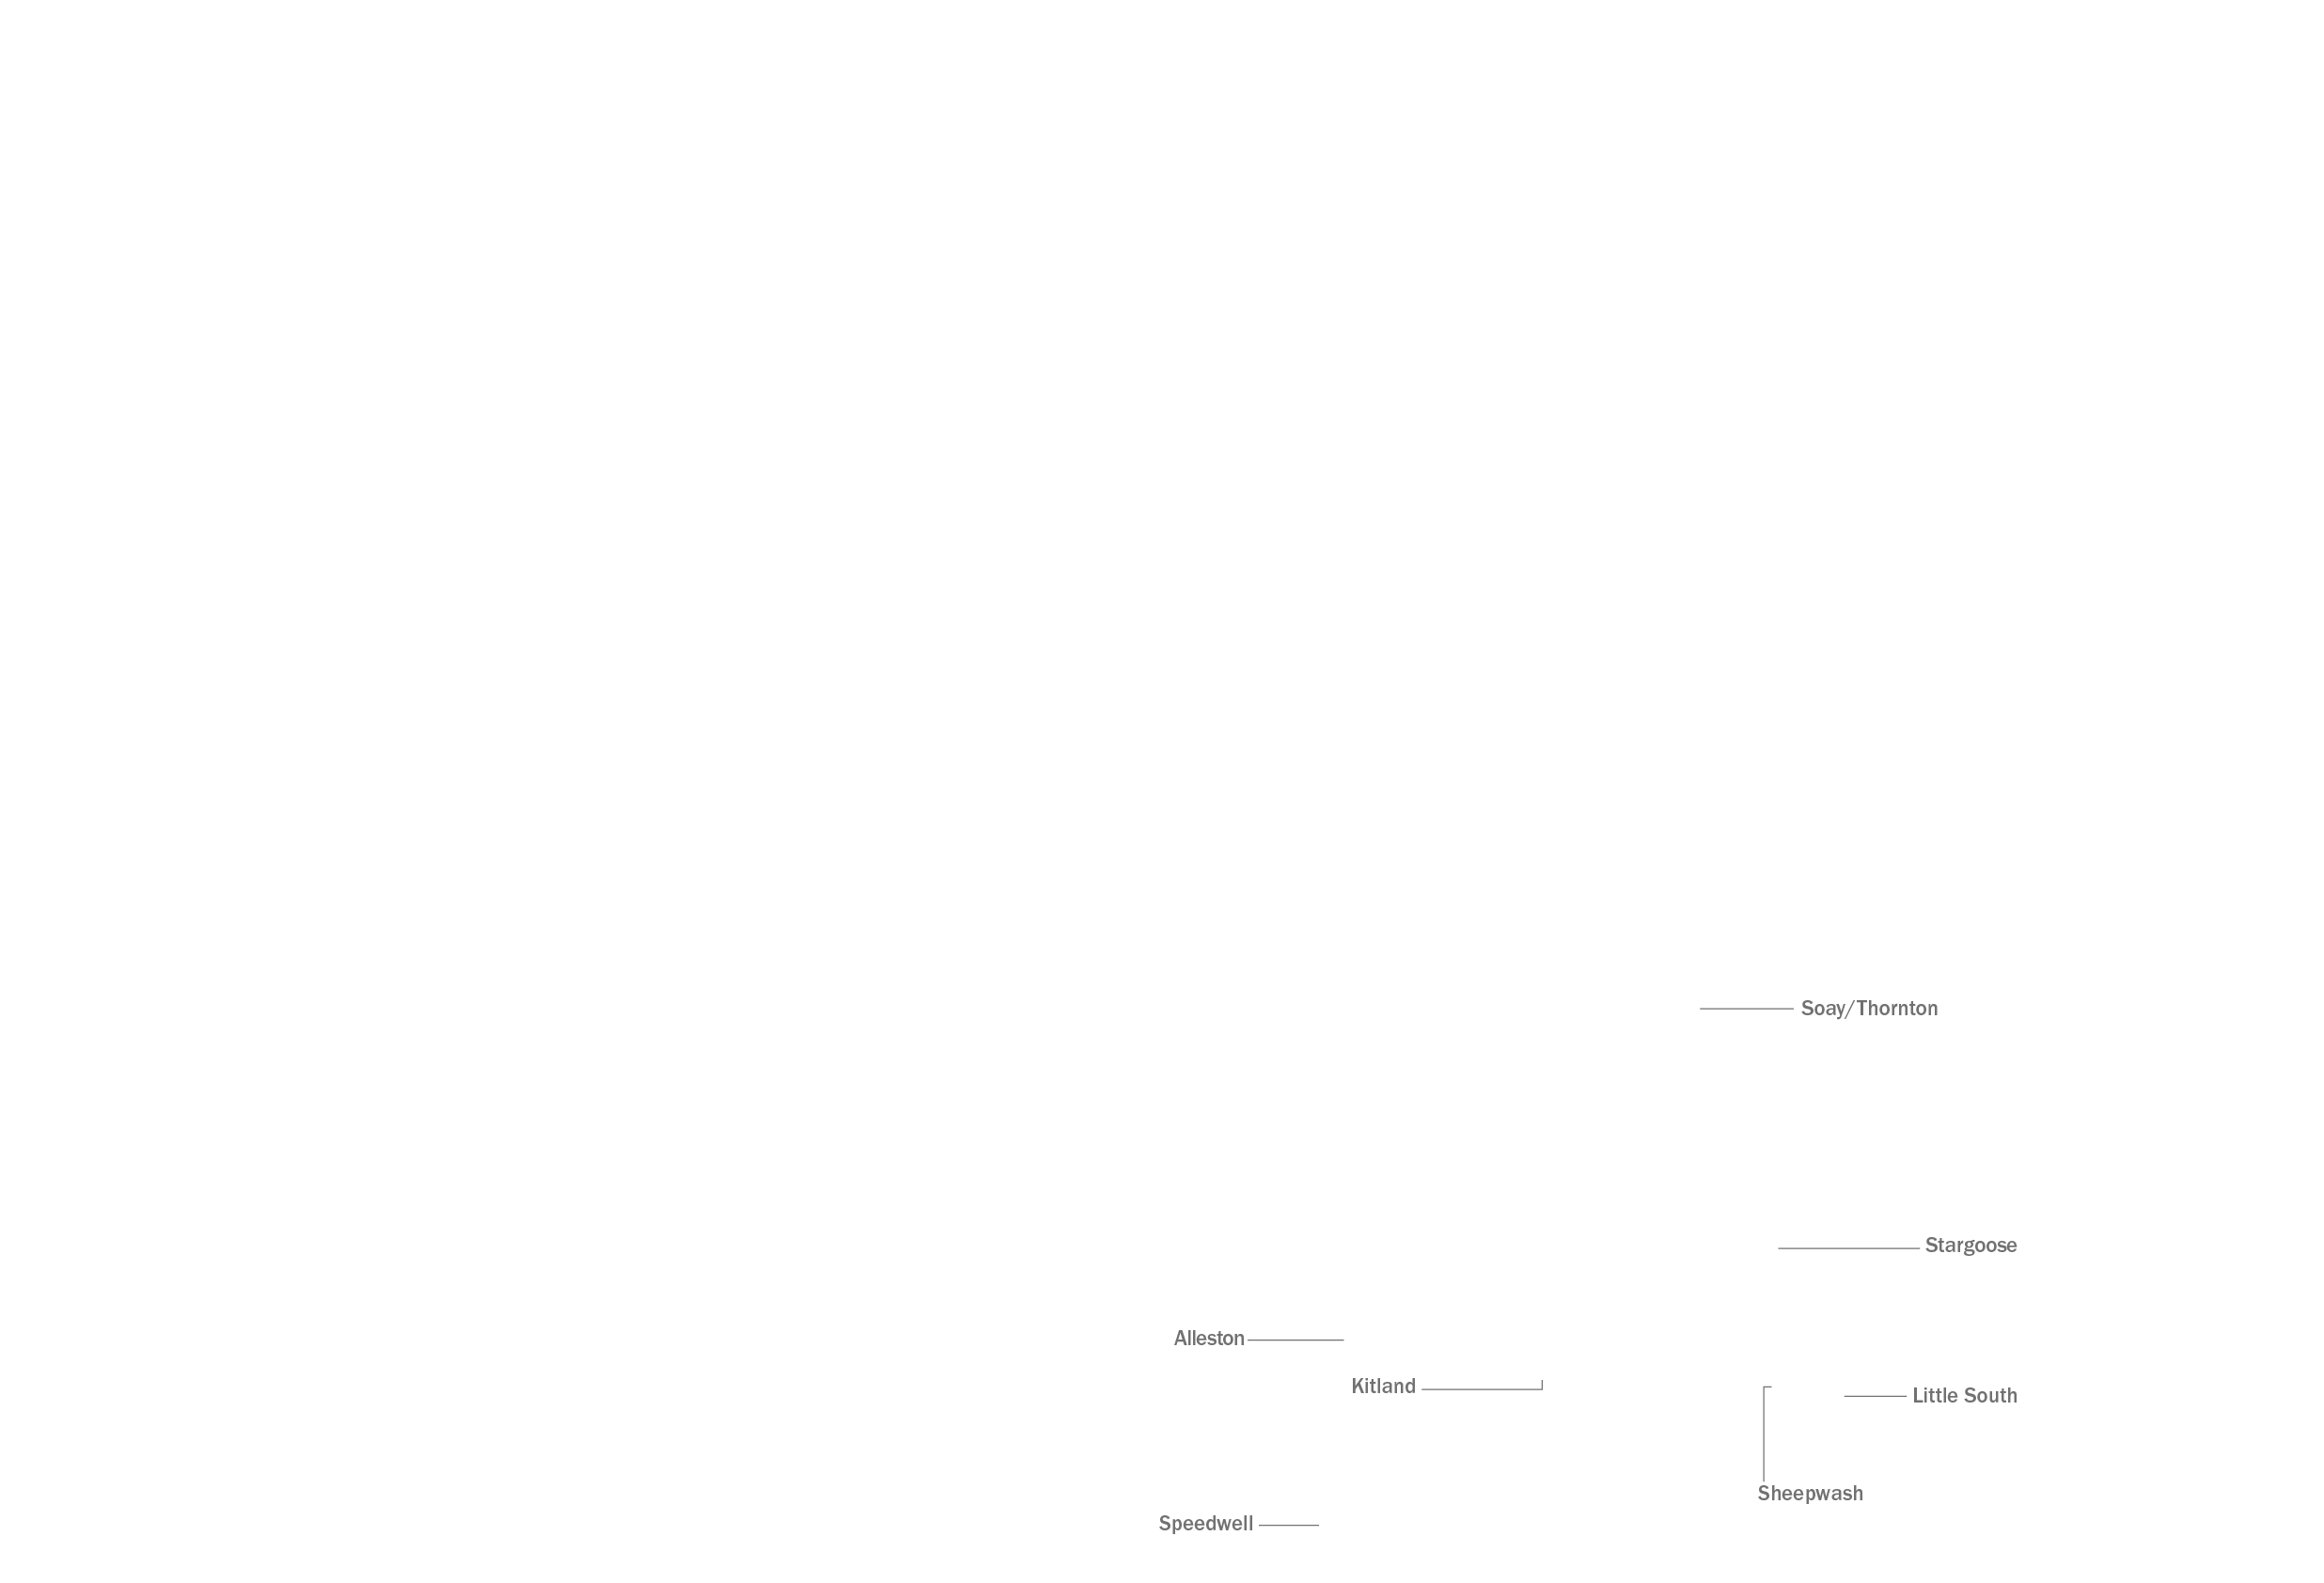 Soay/Thornton
Stargoose
Alleston
Kitland
Little South
Sheepwash
Speedwell